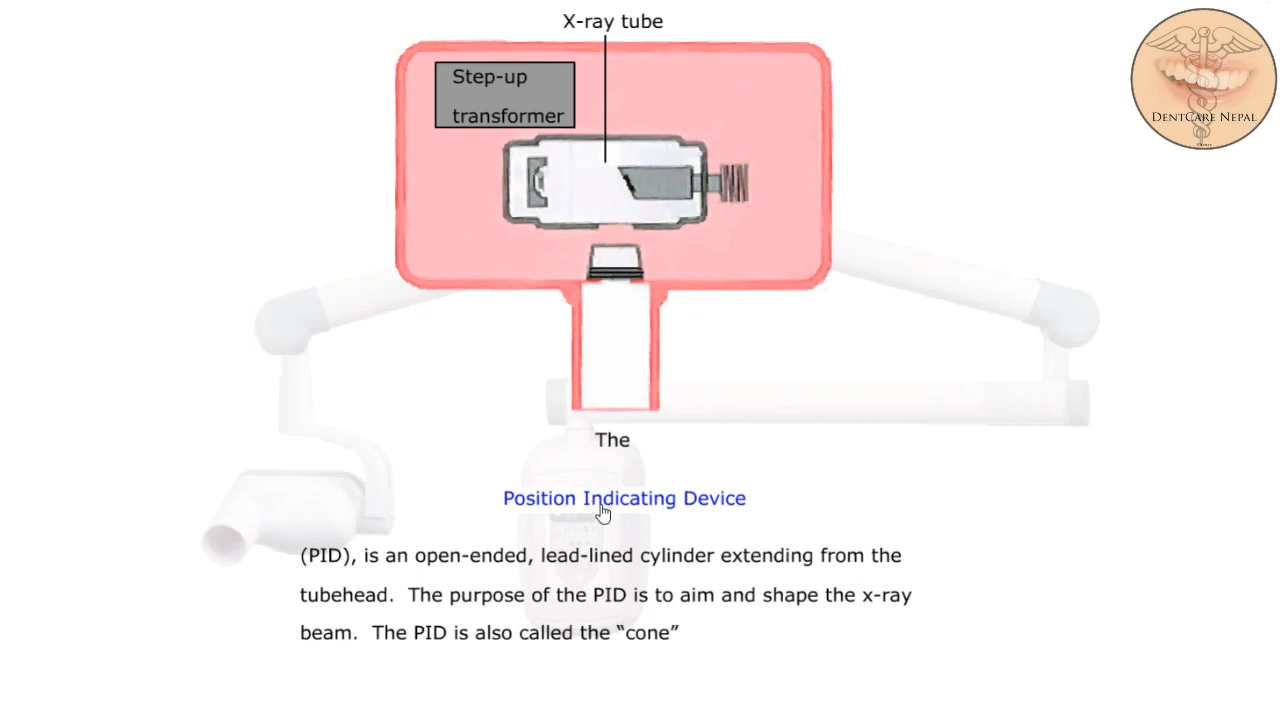 X-ray tube
Step-up
transformer
DentCare Nepal
The
Position Indicating Device
(PID), is an open-ended, lead-lined cylinder extending from the
tubehead. The purpose of the PID is to aim and shape the x-ray
beam. The PID is also called the “cone”